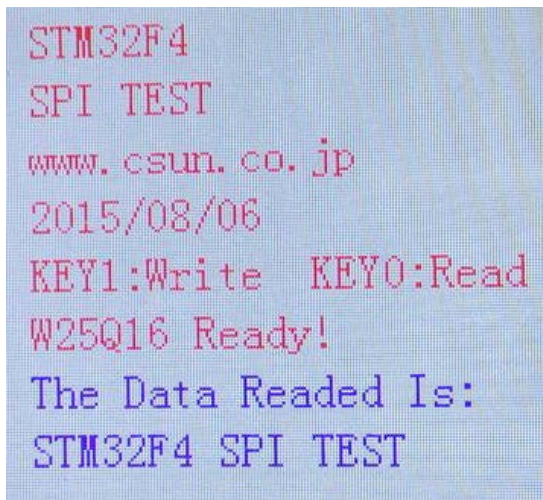 STM32F4
SPI TEST
www.csun.co.jp
2015/08/06
KEY1:Write  KEY0:Read
W25Q16 Ready!
The Data Readed Is:
STM32F4 SPI TEST